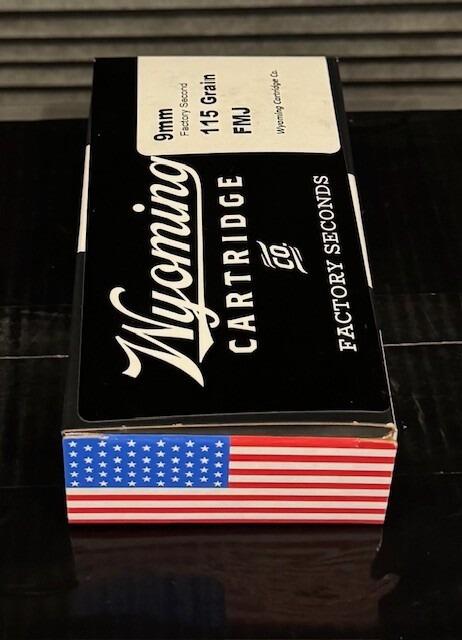 9mm
Factory Second
115 Grain
FMJ
Wyoming Cartridge Co.
Wyoming
CARTRIDGE
CO.
FACTORY SECONDS